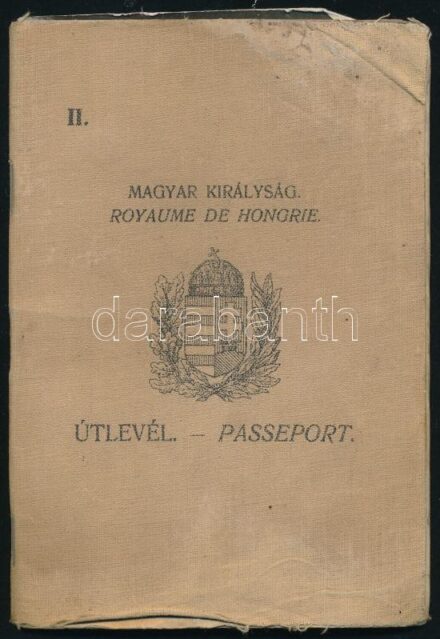 II.
MAGYAR KIRÁLYSÁG.
ROYAUME DE HONGRIE.
darabanth
ÚTLEVÉL. — PASSEPORT.